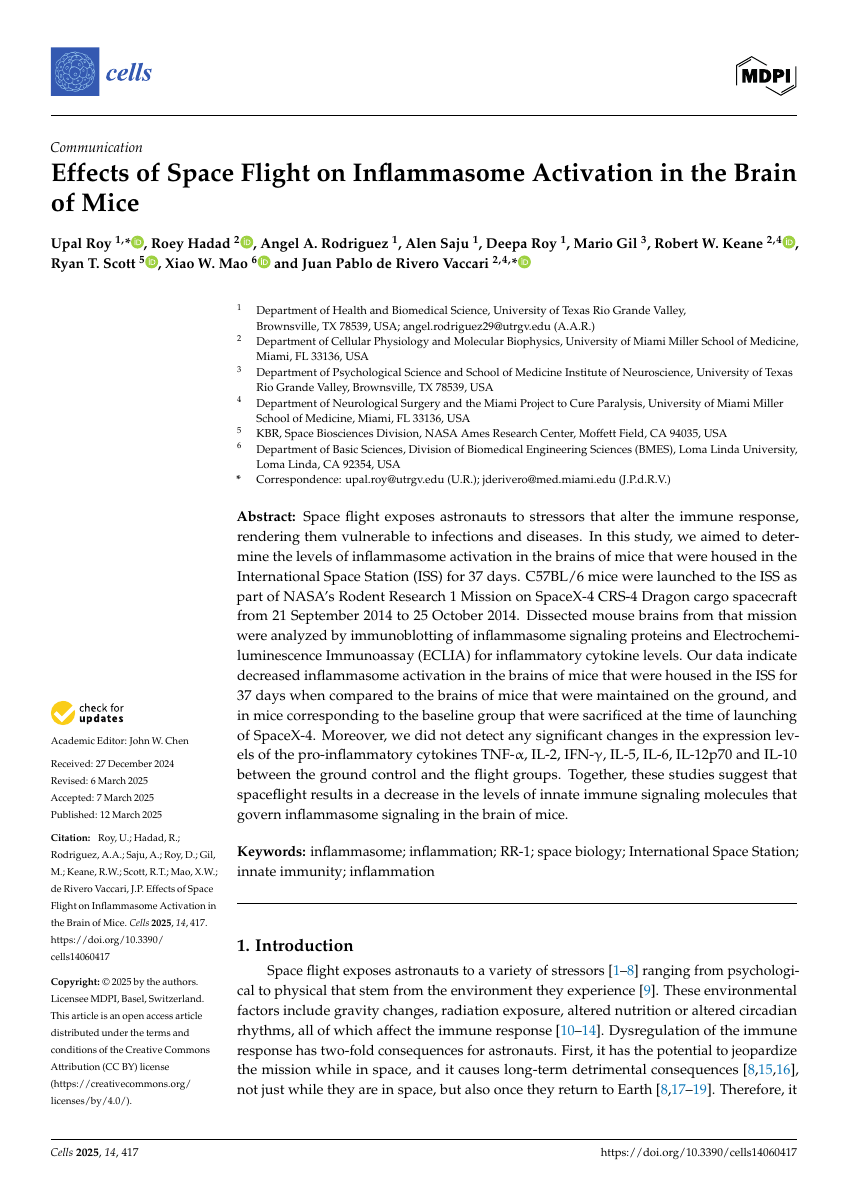 cells
MDPI
Communication
Effects of Space Flight on Inflammasome Activation in the Brain
of Mice
Upal Roy 1,*, Roey Hadad 2, Angel A. Rodriguez 1, Alen Saju 1, Deepa Roy 1, Mario Gil 3, Robert W. Keane 2,4,
Ryan T. Scott 5, Xiao W. Mao 6 and Juan Pablo de Rivero Vaccari 2,4,*
1 Department of Health and Biomedical Science, University of Texas Rio Grande Valley,
Brownsville, TX 78539, USA; angel.rodriguez29@utrgv.edu (A.A.R.)
2 Department of Cellular Physiology and Molecular Biophysics, University of Miami Miller School of Medicine,
Miami, FL 33136, USA
3 Department of Psychological Science and School of Medicine Institute of Neuroscience, University of Texas
Rio Grande Valley, Brownsville, TX 78539, USA
4 Department of Neurological Surgery and the Miami Project to Cure Paralysis, University of Miami Miller
School of Medicine, Miami, FL 33136, USA
5 KBR, Space Biosciences Division, NASA Ames Research Center, Moffett Field, CA 94035, USA
6 Department of Basic Sciences, Division of Biomedical Engineering Sciences (BMES), Loma Linda University,
Loma Linda, CA 92354, USA
* Correspondence: upal.roy@utrgv.edu (U.R.); jderivero@med.miami.edu (J.P.d.R.V.)
Abstract: Space flight exposes astronauts to stressors that alter the immune response,
rendering them vulnerable to infections and diseases. In this study, we aimed to deter-
mine the levels of inflammasome activation in the brains of mice that were housed in the
International Space Station (ISS) for 37 days. C57BL/6 mice were launched to the ISS as
part of NASA's Rodent Research 1 Mission on SpaceX-4 CRS-4 Dragon cargo spacecraft
from 21 September 2014 to 25 October 2014. Dissected mouse brains from that mission
were analyzed by immunoblotting of inflammasome signaling proteins and Electrochemi-
luminescence Immunoassay (ECLIA) for inflammatory cytokine levels. Our data indicate
decreased inflammasome activation in the brains of mice that were housed in the ISS for
37 days when compared to the brains of mice that were maintained on the ground, and
in mice corresponding to the baseline group that were sacrificed at the time of launching
of SpaceX-4. Moreover, we did not detect any significant changes in the expression lev-
els of the pro-inflammatory cytokines TNF-α, IL-2, IFN-γ, IL-5, IL-6, IL-12p70 and IL-10
between the ground control and the flight groups. Together, these studies suggest that
spaceflight results in a decrease in the levels of innate immune signaling molecules that
govern inflammasome signaling in the brain of mice.
Keywords: inflammasome; inflammation; RR-1; space biology; International Space Station;
innate immunity; inflammation
check for
updates
Academic Editor: John W. Chen
Received: 27 December 2024
Revised: 6 March 2025
Accepted: 7 March 2025
Published: 12 March 2025
Citation: Roy, U.; Hadad, R.;
Rodriguez, A.A.; Saju, A.; Roy, D.; Gil,
M.; Keane, R.W.; Scott, R.T.; Mao, X.W.;
de Rivero Vaccari, J.P. Effects of Space
Flight on Inflammasome Activation in
the Brain of Mice. Cells 2025, 14, 417.
https://doi.org/10.3390/
cells14060417
Copyright: © 2025 by the authors.
Licensee MDPI, Basel, Switzerland.
This article is an open access article
distributed under the terms and
conditions of the Creative Commons
Attribution (CC BY) license
(https://creativecommons.org/
licenses/by/4.0/).
1. Introduction
Space flight exposes astronauts to a variety of stressors [1–8] ranging from psychologi-
cal to physical that stem from the environment they experience [9]. These environmental
factors include gravity changes, radiation exposure, altered nutrition or altered circadian
rhythms, all of which affect the immune response [10–14]. Dysregulation of the immune
response has two-fold consequences for astronauts. First, it has the potential to jeopardize
the mission while in space, and it causes long-term detrimental consequences [8,15,16],
not just while they are in space, but also once they return to Earth [8,17–19]. Therefore, it
Cells 2025, 14, 417
https://doi.org/10.3390/cells14060417